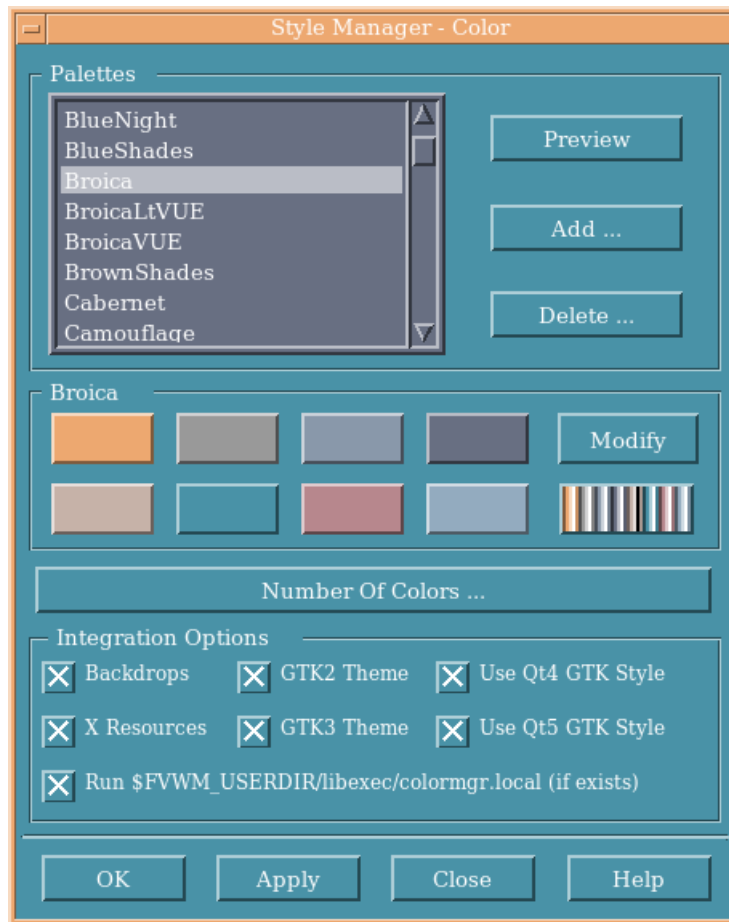 Style Manager - Color
Palettes
BlueNight
BlueShades
Broica
BroicaLtVUE
BroicaVUE
BrownShades
Cabernet
Camouflage
Preview
Add ...
Delete ...
Broica
Modify
Number Of Colors ...
Integration Options
Backdrops GTK2 Theme Use Qt4 GTK Style
X Resources GTK3 Theme Use Qt5 GTK Style
Run $FVWM_USERDIR/libexec/colormgr.local (if exists)
OK Apply Close Help